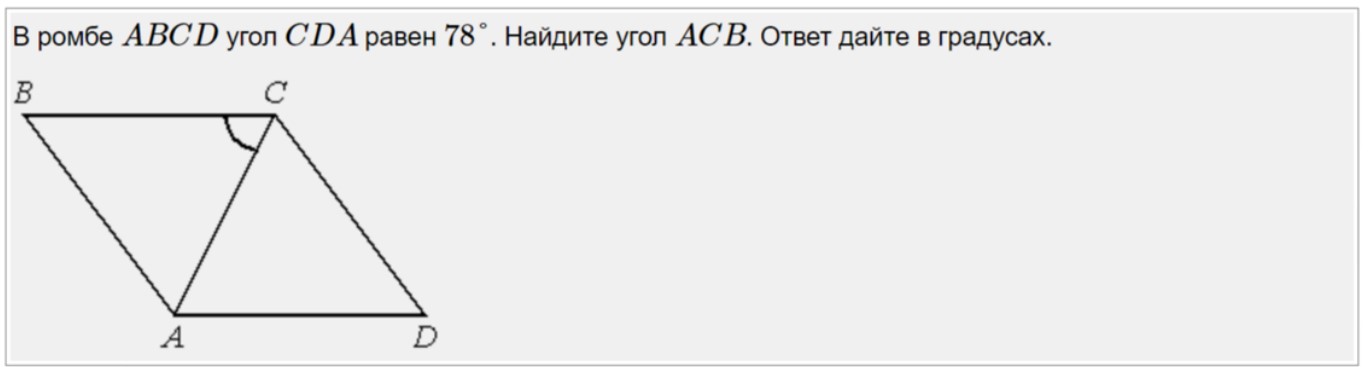 В ромбе ABCD угол CDA равен 78°. Найдите угол ACB. Ответ дайте в градусах.
B C
A D